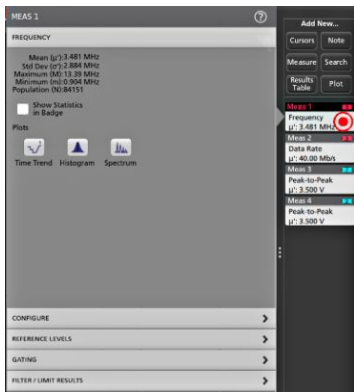 MEAS 1
?
FREQUENCY
Mean (µ'):3.481 MHz
Std Dev (σ'):2.884 MHz
Maximum (M):13.39 MHz
Minimum (m):0.904 MHz
Population (N):84151
Show Statistics
in Badge
Plots
Time Trend Histogram Spectrum
CONFIGURE
REFERENCE LEVELS
GATING
FILTER / LIMIT RESULTS
Add New...
Cursors Note
Measure Search
Results
Table
Plot
Meas 1
Frequency
µ': 3.481 MHz
Meas 2
Data Rate
µ': 40.00 Mb/s
Meas 3
Peak-to-Peak
µ': 3.500 V
Meas 4
Peak-to-Peak
µ': 3.500 V